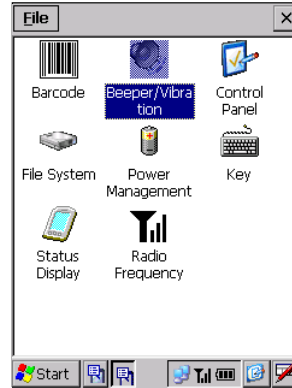 File
Barcode
Beeper/Vibra
tion
Control
Panel
File System
Power
Management
Key
Status
Display
Radio
Frequency
Start